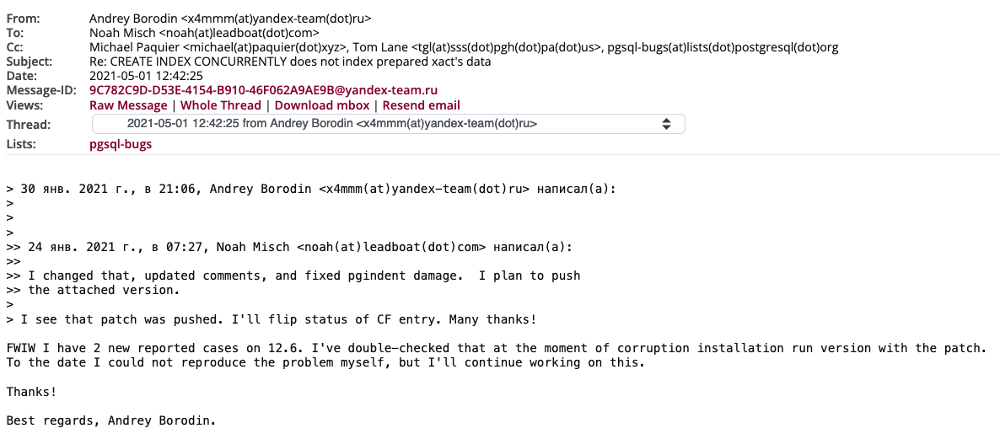 From: Andrey Borodin <x4mmm(at)yandex-team(dot)ru>
To: Noah Misch <noah(at)leadboat(dot)com>
Cc: Michael Paquier <michael(at)paquier(dot)xyz>, Tom Lane <tgl(at)sss(dot)pgh(dot)pa(dot)us>, pgsql-bugs(at)lists(dot)postgresql(dot)org
Subject: Re: CREATE INDEX CONCURRENTLY does not index prepared xact's data
Date: 2021-05-01 12:42:25
Message-ID: 9C782C9D-D53E-4154-B910-46F062A9AE9B@yandex-team.ru
Views: Raw Message | Whole Thread | Download mbox | Resend email
Thread: 2021-05-01 12:42:25 from Andrey Borodin <x4mmm(at)yandex-team(dot)ru>
Lists: pgsql-bugs
> 30 янв. 2021 г., в 21:06, Andrey Borodin <x4mmm(at)yandex-team(dot)ru> написал(а):
>
>
>
>> 24 янв. 2021 г., в 07:27, Noah Misch <noah(at)leadboat(dot)com> написал(а):
>>
>> I changed that, updated comments, and fixed pgindent damage.  I plan to push
>> the attached version.
>
> I see that patch was pushed. I'll flip status of CF entry. Many thanks!
FWIW I have 2 new reported cases on 12.6. I've double-checked that at the moment of corruption installation run version with the patch.
To the date I could not reproduce the problem myself, but I'll continue working on this.
Thanks!
Best regards, Andrey Borodin.